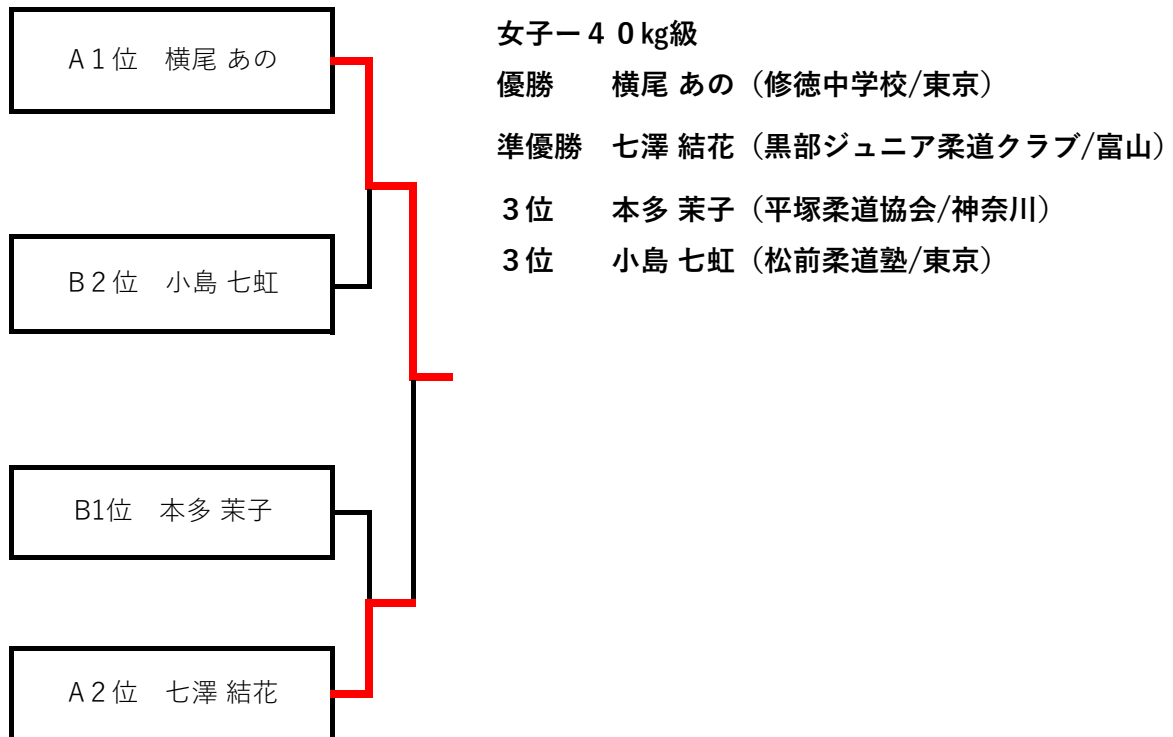 A１位　横尾 あの
B２位　小島 七虹
B1位　本多 茉子
A２位　七澤 結花
女子ー４０kg級
優勝　横尾 あの（修徳中学校/東京）
準優勝　七澤 結花（黒部ジュニア柔道クラブ/富山）
３位　本多 茉子（平塚柔道協会/神奈川）
３位　小島 七虹（松前柔道塾/東京）